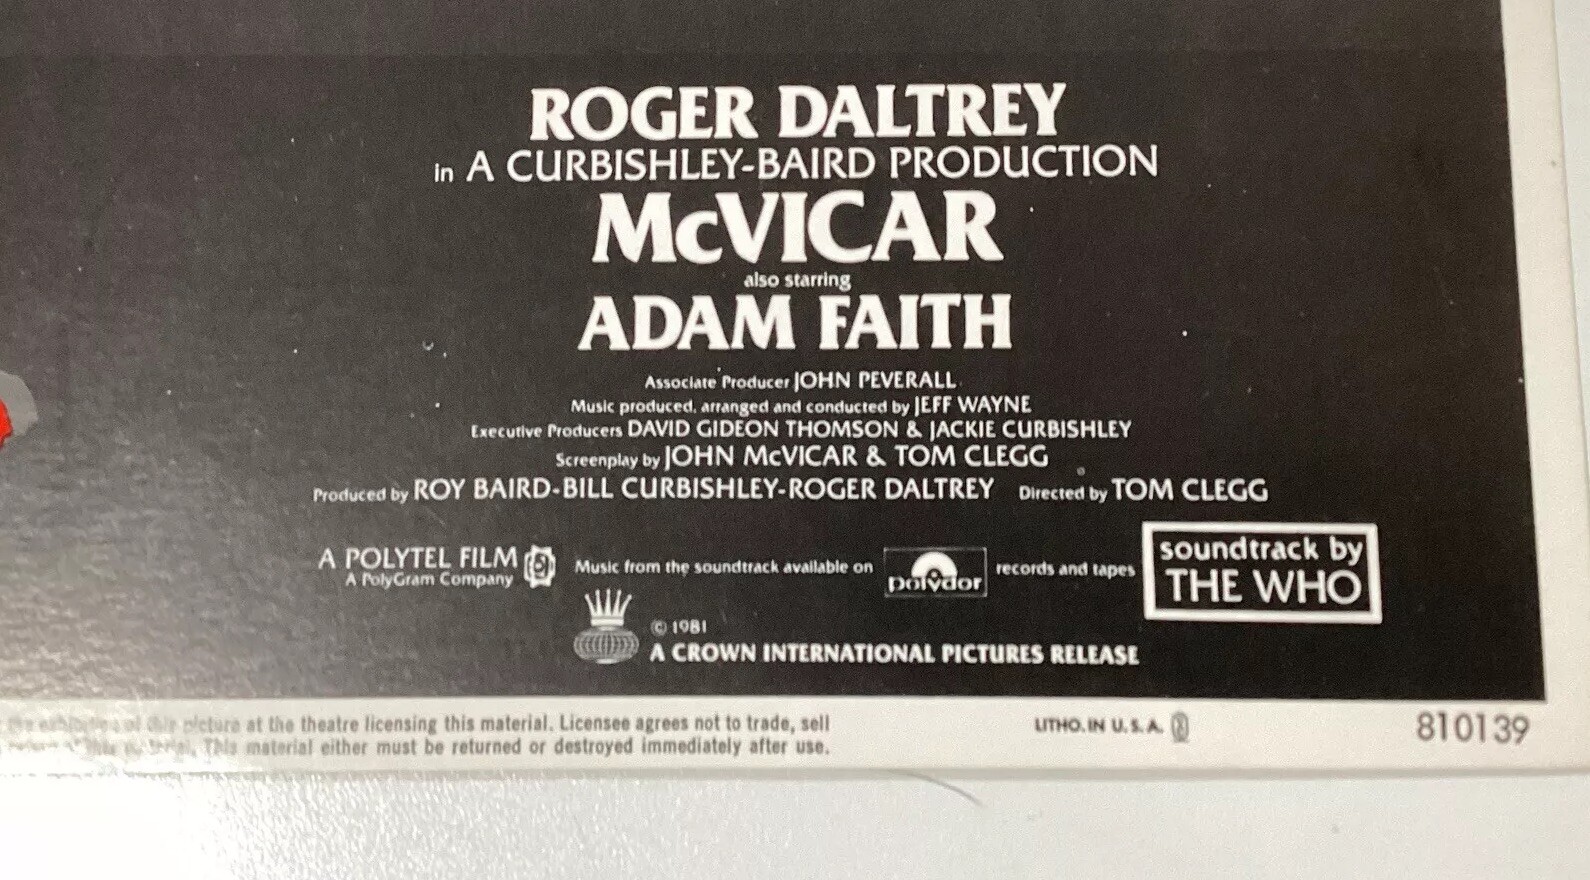 ROGER DALTREY
in A CURBISHLEY-BAIRD PRODUCTION
McVICAR
also starring
ADAM FAITH
Associate Producer JOHN PEVERALL
Music produced, arranged and conducted by JEFF WAYNE
Executive Producers DAVID GIDEON THOMSON & JACKIE CURBISHLEY
Screenplay by JOHN McVICAR & TOM CLEGG
Produced by ROY BAIRD-BILL CURBISHLEY-ROGER DALTREY Directed by TOM CLEGG
A POLYTEL FILM
A PolyGram Company
Music from the soundtrack available on polydor records and tapes
soundtrack by
THE WHO
© 1981
A CROWN INTERNATIONAL PICTURES RELEASE
picture at the theatre licensing this material. Licensee agrees not to trade, sell
This material either must be returned or destroyed immediately after use.
LITHO. IN U.S.A.
810139